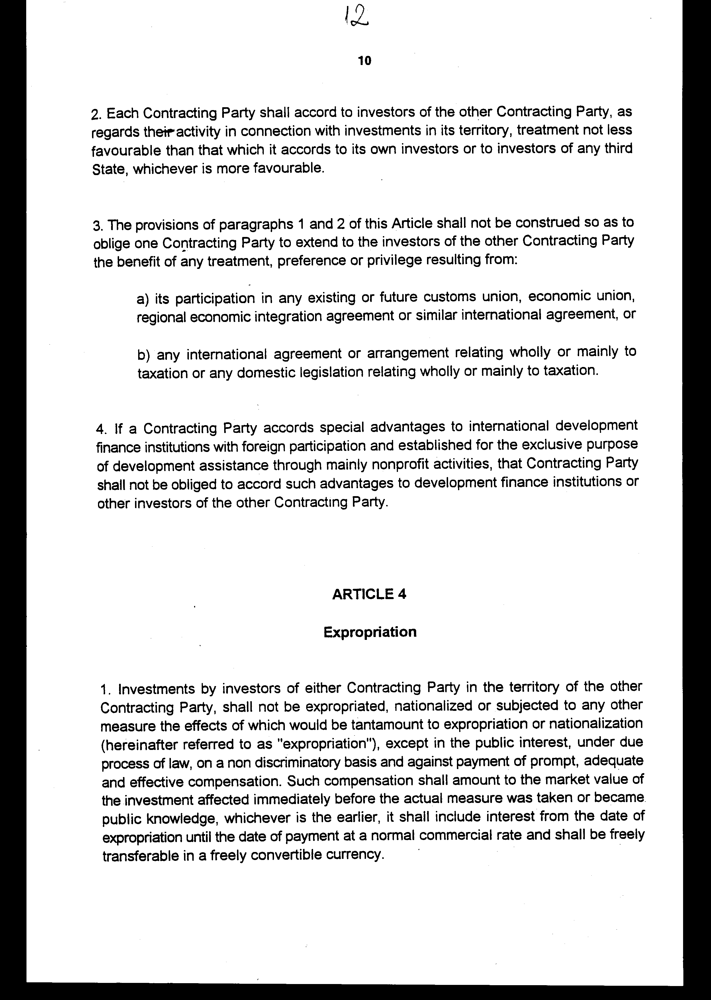 12
10
2. Each Contracting Party shall accord to investors of the other Contracting Party, as
regards their activity in connection with investments in its territory, treatment not less
favourable than that which it accords to its own investors or to investors of any third
State, whichever is more favourable.
3. The provisions of paragraphs 1 and 2 of this Article shall not be construed so as to
oblige one Contracting Party to extend to the investors of the other Contracting Party
the benefit of any treatment, preference or privilege resulting from:
a) its participation in any existing or future customs union, economic union,
regional economic integration agreement or similar international agreement, or
b) any international agreement or arrangement relating wholly or mainly to
taxation or any domestic legislation relating wholly or mainly to taxation.
4. If a Contracting Party accords special advantages to international development
finance institutions with foreign participation and established for the exclusive purpose
of development assistance through mainly nonprofit activities, that Contracting Party
shall not be obliged to accord such advantages to development finance institutions or
other investors of the other Contracting Party.
ARTICLE 4
Expropriation
1. Investments by investors of either Contracting Party in the territory of the other
Contracting Party, shall not be expropriated, nationalized or subjected to any other
measure the effects of which would be tantamount to expropriation or nationalization
(hereinafter referred to as "expropriation"), except in the public interest, under due
process of law, on a non discriminatory basis and against payment of prompt, adequate
and effective compensation. Such compensation shall amount to the market value of
the investment affected immediately before the actual measure was taken or became
public knowledge, whichever is the earlier, it shall include interest from the date of
expropriation until the date of payment at a normal commercial rate and shall be freely
transferable in a freely convertible currency.